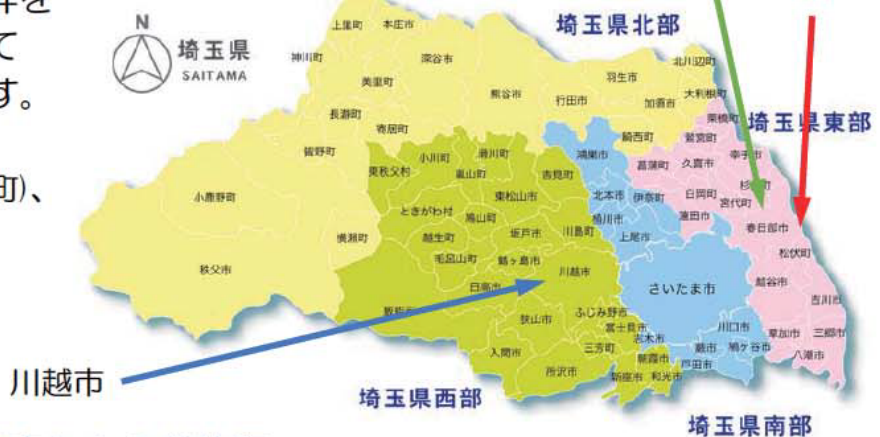 て
す。
町)、
N
埼玉県
SAITAMA
埼玉県北部
上里町
本庄市
神川町
深谷市
美里町
熊谷市
行田市
羽生市
加須市
北川辺町
大利根町
栗橋町
埼玉県東部
長瀞町
寄居町
皆野町
騎西町
鷲宮町
幸手市
小川町
滑川町
鴻巣市
菖蒲町
久喜市
東秩父村
嵐山町
吉見町
小鹿野町
東松山市
北本市
伊奈町
白岡町
宮代町
ときがわ村
鳩山町
桶川市
蓮田市
春日部市
横瀬町
越生町
坂戸市
川島町
上尾市
松伏町
毛呂山町
鶴ヶ島市
秩父市
川越市
さいたま市
越谷市
日高市
吉川市
狭山市
ふじみ野市
富士見市
川口市
草加市
三郷市
入間市
三芳町
志木市
蕨市
鳩ヶ谷市
八潮市
朝霞市
戸田市
所沢市
新座市
和光市
川越市
埼玉県西部
埼玉県南部